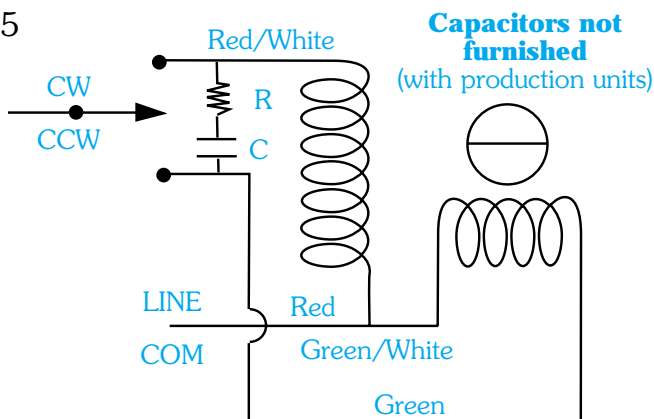 5
Red/White
Capacitors not
furnished
(with production units)
CW
CCW
R
C
LINE
Red
COM
Green/White
Green